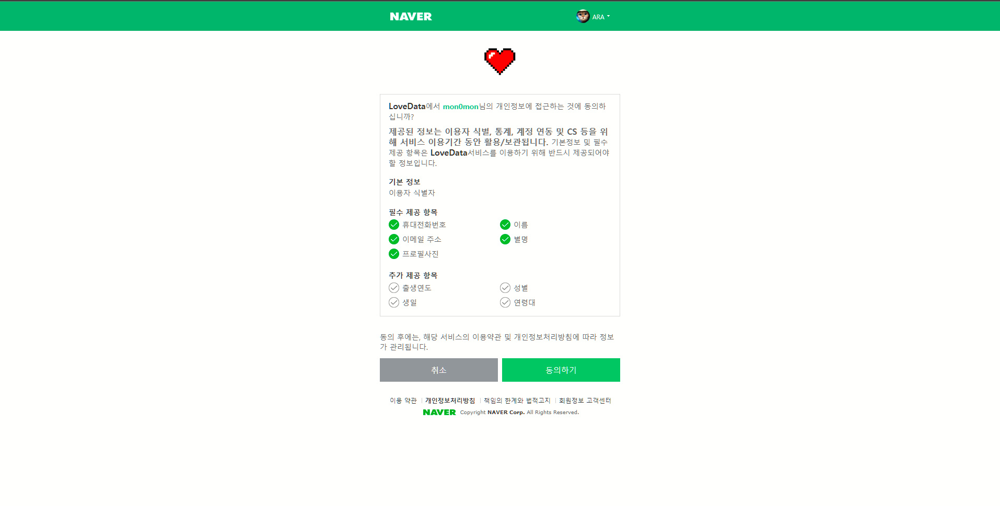 NAVER
ARA
LoveData에서 mon0mon님의 개인정보에 접근하는 것에 동의하
십니까?
제공된 정보는 이용자 식별, 통계, 계정 연동 및 CS 등을 위
해 서비스 이용기간 동안 활용/보관됩니다. 기본정보 및 필수
제공 항목은 LoveData서비스를 이용하기 위해 반드시 제공되어야
할 정보입니다.
기본 정보
이용자 식별자
필수 제공 항목
휴대전화번호 이름
이메일 주소 별명
프로필사진
추가 제공 항목
출생연도 성별
생일 연령대
동의 후에는, 해당 서비스의 이용약관 및 개인정보처리방침에 따라 정보
가 관리됩니다.
취소 동의하기
이용 약관 개인정보처리방침 책임의 한계와 법적고지 회원정보 고객센터
NAVER Copyright NAVER Corp. All Rights Reserved.